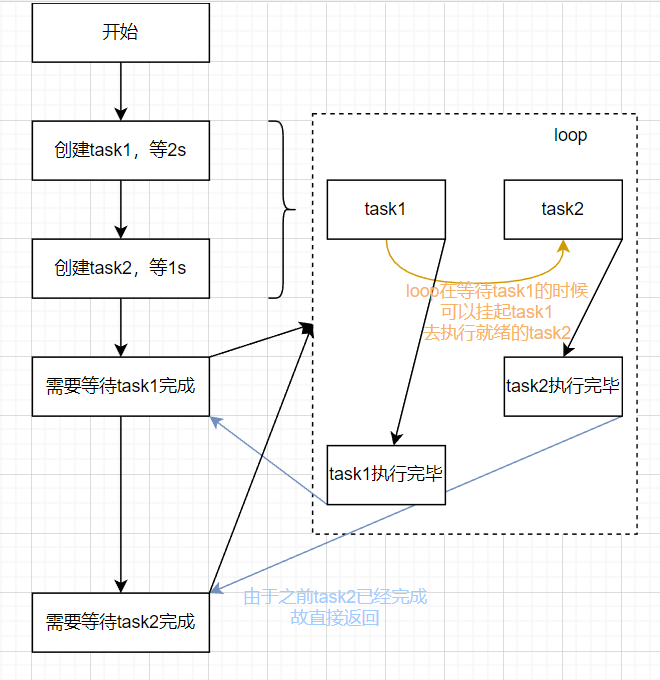 开始
创建task1，等2s
创建task2，等1s
需要等待task1完成
需要等待task2完成
loop
task1
task2
loop在等待task1的时候
可以挂起task1
去执行就绪的task2
task2执行完毕
task1执行完毕
由于之前task2已经完成
故直接返回